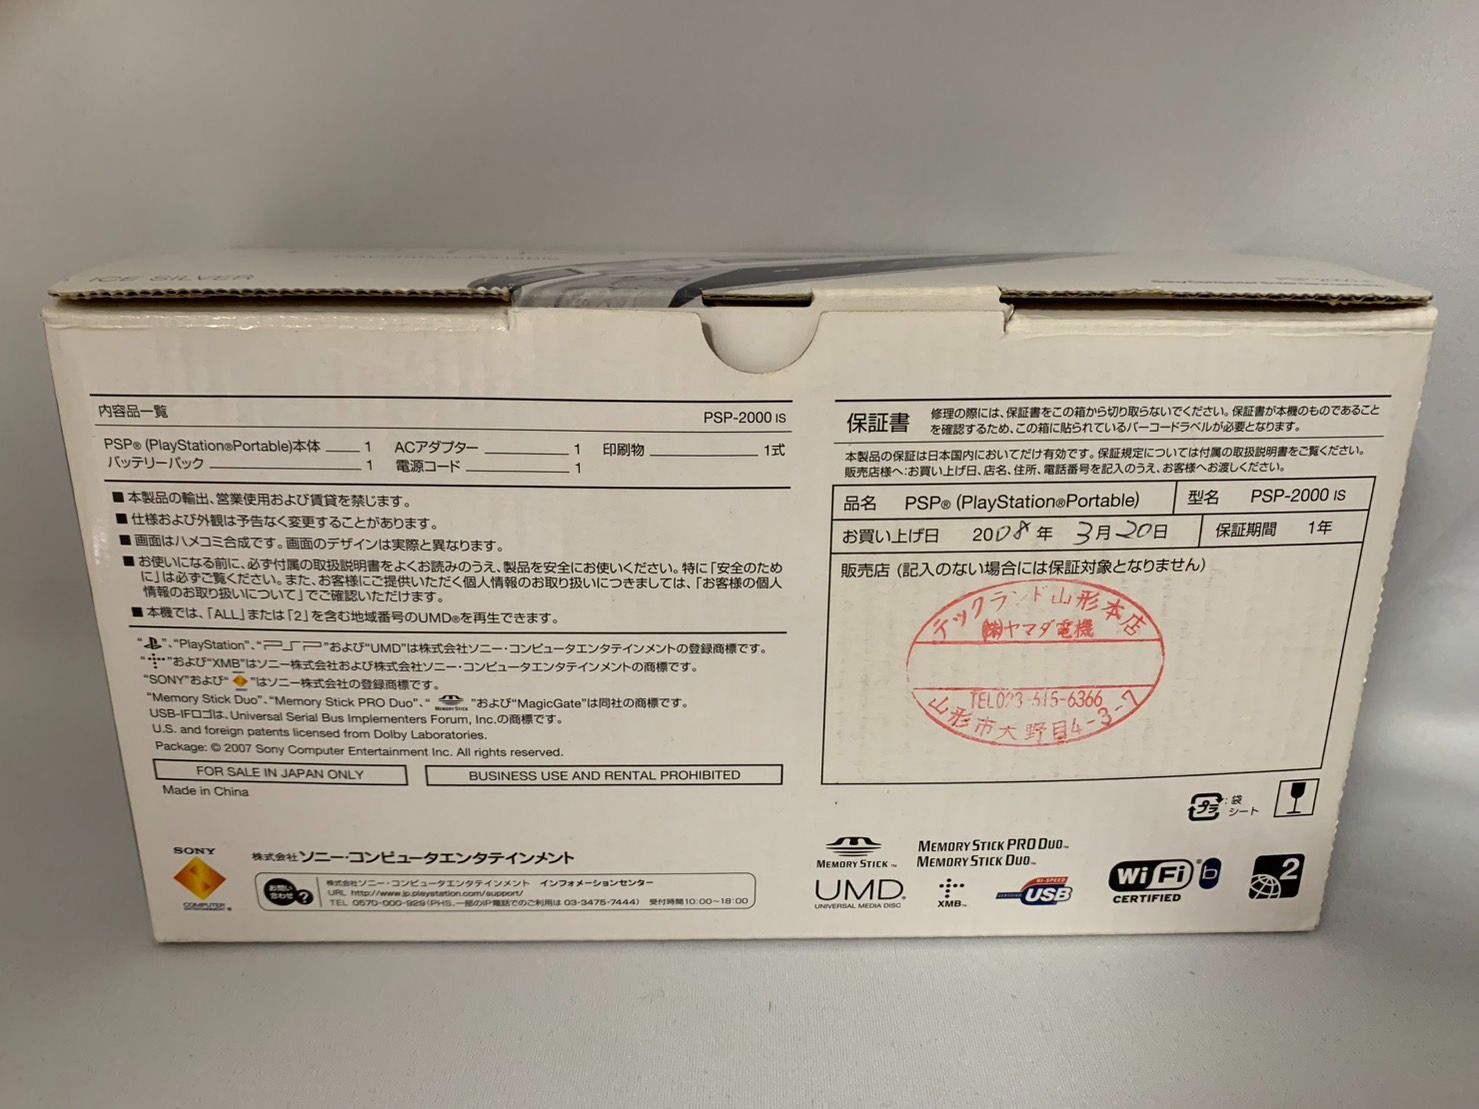 ICE SILVER
内容品一覧
PSP-2000 IS
PSP® (PlayStation®Portable)本体 1 ACアダプター 1 印刷物 1式
バッテリーパック 1 電源コード 1
■ 本製品の輸出、営業使用および賃貸を禁じます。
■ 仕様および外観は予告なく変更することがあります。
■ 画面はハメコミ合成です。画面のデザインは実際と異なります。
■ お使いになる前に、必ず付属の取扱説明書をよくお読みのうえ、製品を安全にお使いください。特に「安全のため
に」は必ずご覧ください。また、お客様にご提供いただく個人情報のお取り扱いにつきましては、「お客様の個人
情報のお取り扱いについて」でご確認いただけます。
■ 本機では、「ALL」または「2」を含む地域番号のUMD®を再生できます。
" "、"PlayStation"、"PSP"および"UMD"は株式会社ソニー・コンピュータエンタテインメントの登録商標です。
" "および"XMB"はソニー株式会社および株式会社ソニー・コンピュータエンタテインメントの商標です。
"SONY"および" "はソニー株式会社の登録商標です。
"Memory Stick Duo"、"Memory Stick PRO Duo"、" "および"MagicGate"は同社の商標です。
USB-IFロゴは、Universal Serial Bus Implementers Forum, Inc.の商標です。
U.S. and foreign patents licensed from Dolby Laboratories.
Package: © 2007 Sony Computer Entertainment Inc. All rights reserved.
FOR SALE IN JAPAN ONLY
BUSINESS USE AND RENTAL PROHIBITED
Made in China
SONY
COMPUTER
ENTERTAINMENT®
株式会社 ソニー・コンピュータエンタテインメント
お問い
合わせ?
株式会社ソニー・コンピュータエンタテインメント インフォメーションセンター
URL http://www.jp.playstation.com/support/
TEL 0570-000-929(PHS、一部のIP電話でのご利用は 03-3475-7444) 受付時間10:00~18:00
保証書
修理の際には、保証書をこの箱から切り取らないでください。保証書が本機のものであること
を確認するため、この箱に貼られているバーコードラベルが必要となります。
本製品の保証は日本国内においてだけ有効です。保証規定については付属の取扱説明書をご覧ください。
販売店様へ:お買い上げ日、店名、住所、電話番号を記入のうえ、お客様へお渡しください。
品名 PSP® (PlayStation®Portable) 型名 PSP-2000 IS
お買い上げ日 2008年 3月20日 保証期間 1年
販売店 (記入のない場合には保証対象となりません)
テックランド山形本店
㈱ヤマダ電機
TEL023-615-6366
山形市大野目4-3-7
プラ :袋
シート
MEMORY STICK™
MEMORY STICK PRO DUO™
MEMORY STICK DUO™
UMD®
UNIVERSAL MEDIA DISC
XMB™
HI-SPEED
CERTIFIED USB
Wi Fi® b
CERTIFIED
2